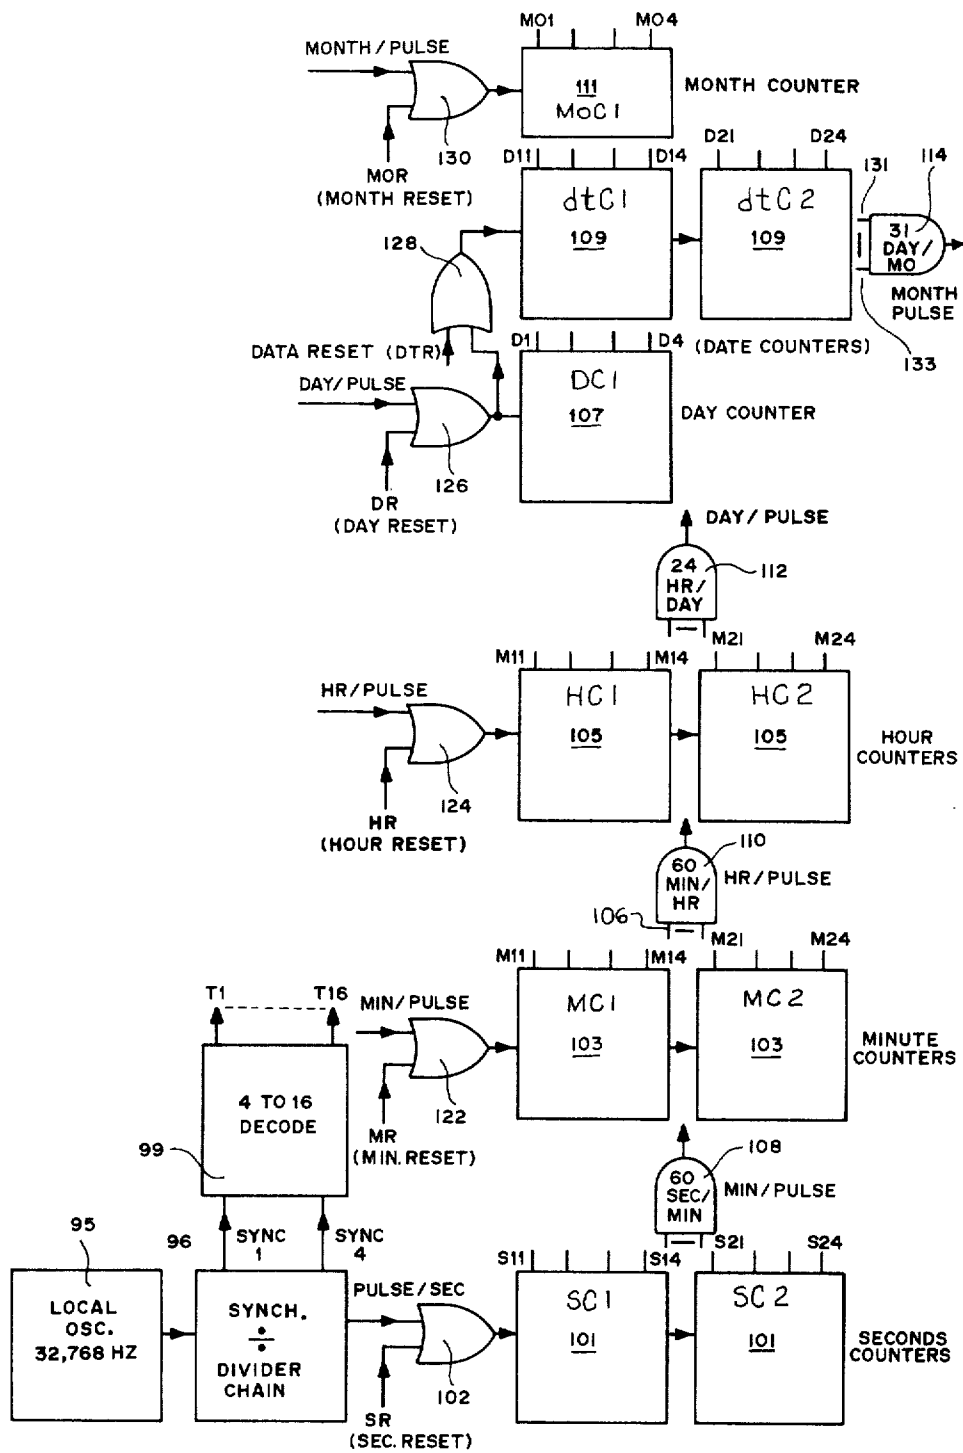 MO1 MO4
MONTH/PULSE
111
MOC1
MONTH COUNTER
130
MOR
(MONTH RESET)
D11 D14
D21 D24
131
114
dtC1
109
dtC2
109
31
DAY/
MO
MONTH
PULSE
133
128
DATA RESET (DTR)
D1 D4
(DATE COUNTERS)
DAY/PULSE
DC1
107
DAY COUNTER
126
DR
(DAY RESET)
DAY/PULSE
24
HR/
DAY
112
M11 M14
M21 M24
HR/PULSE
HC1
105
HC2
105
HOUR
COUNTERS
124
HR
(HOUR RESET)
60
MIN/
HR
110
HR/PULSE
106
M11 M14
M21 M24
T1 T16
MIN/PULSE
MC1
103
MC2
103
MINUTE
COUNTERS
4 TO 16
DECODE
99
122
MR
(MIN. RESET)
60
SEC/
MIN
108
MIN/PULSE
95
96
SYNC
1
SYNC
4
S11 S14
S21 S24
LOCAL
OSC.
32,768 HZ
SYNCH.
÷
DIVIDER
CHAIN
PULSE/SEC
SC1
101
SC2
101
SECONDS
COUNTERS
102
SR
(SEC. RESET)